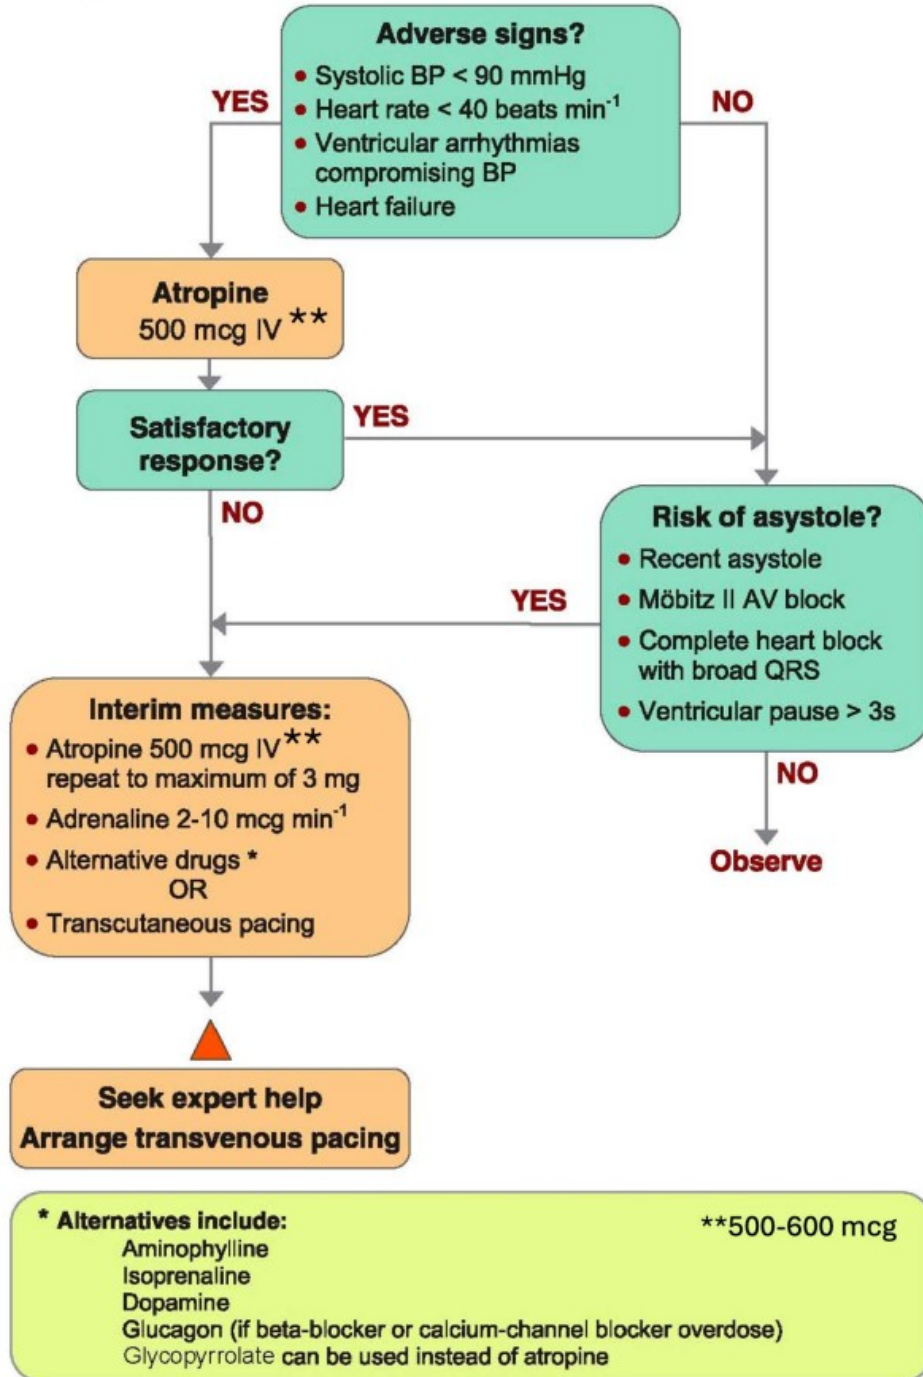 Adverse signs?
• Systolic BP < 90 mmHg
• Heart rate < 40 beats min⁻¹
• Ventricular arrhythmias
compromising BP
• Heart failure
YES
NO
Atropine
500 mcg IV **
Satisfactory
response?
YES
NO
Risk of asystole?
• Recent asystole
• Möbitz II AV block
• Complete heart block
with broad QRS
• Ventricular pause > 3s
YES
NO
Observe
Interim measures:
• Atropine 500 mcg IV **
repeat to maximum of 3 mg
• Adrenaline 2-10 mcg min⁻¹
• Alternative drugs *
OR
• Transcutaneous pacing
Seek expert help
Arrange transvenous pacing
* Alternatives include:
**500-600 mcg
Aminophylline
Isoprenaline
Dopamine
Glucagon (if beta-blocker or calcium-channel blocker overdose)
Glycopyrrolate can be used instead of atropine